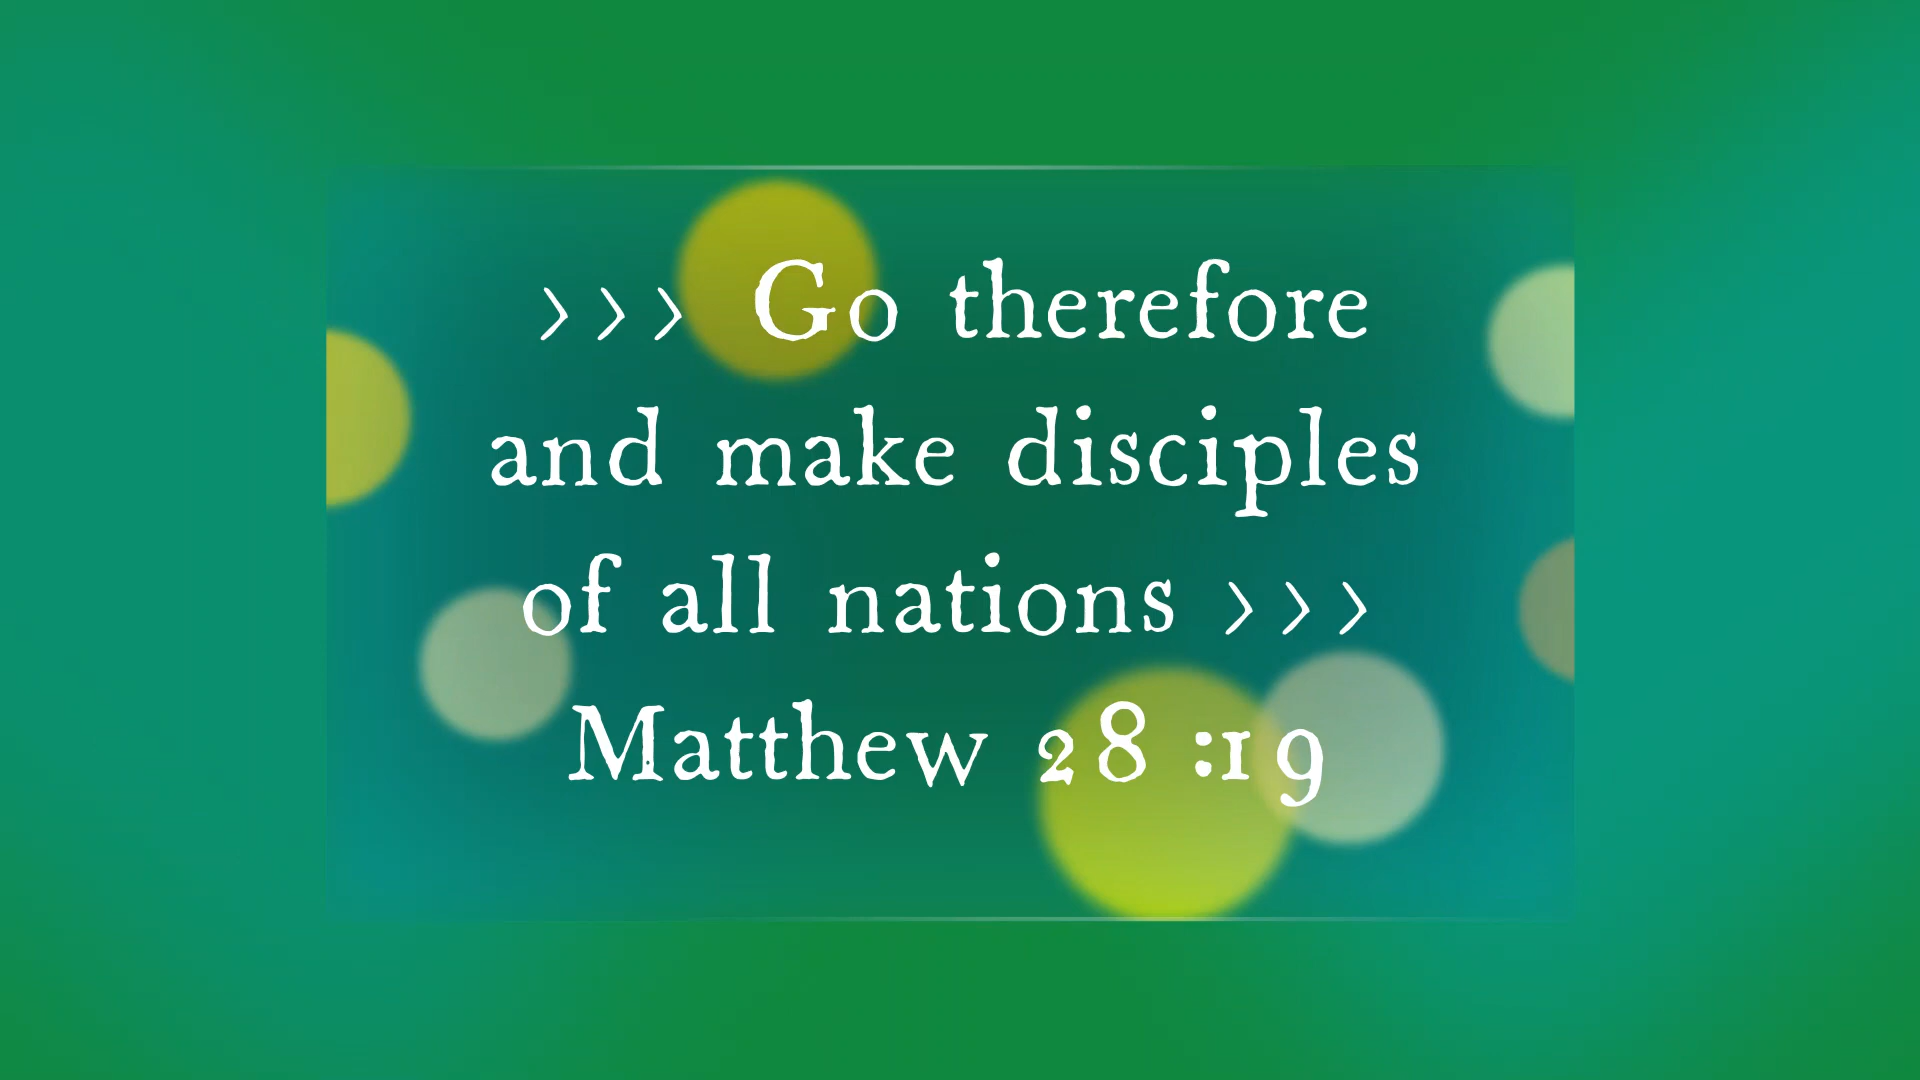 >>> Go therefore
and make disciples
of all nations >>>
Matthew 28 :19